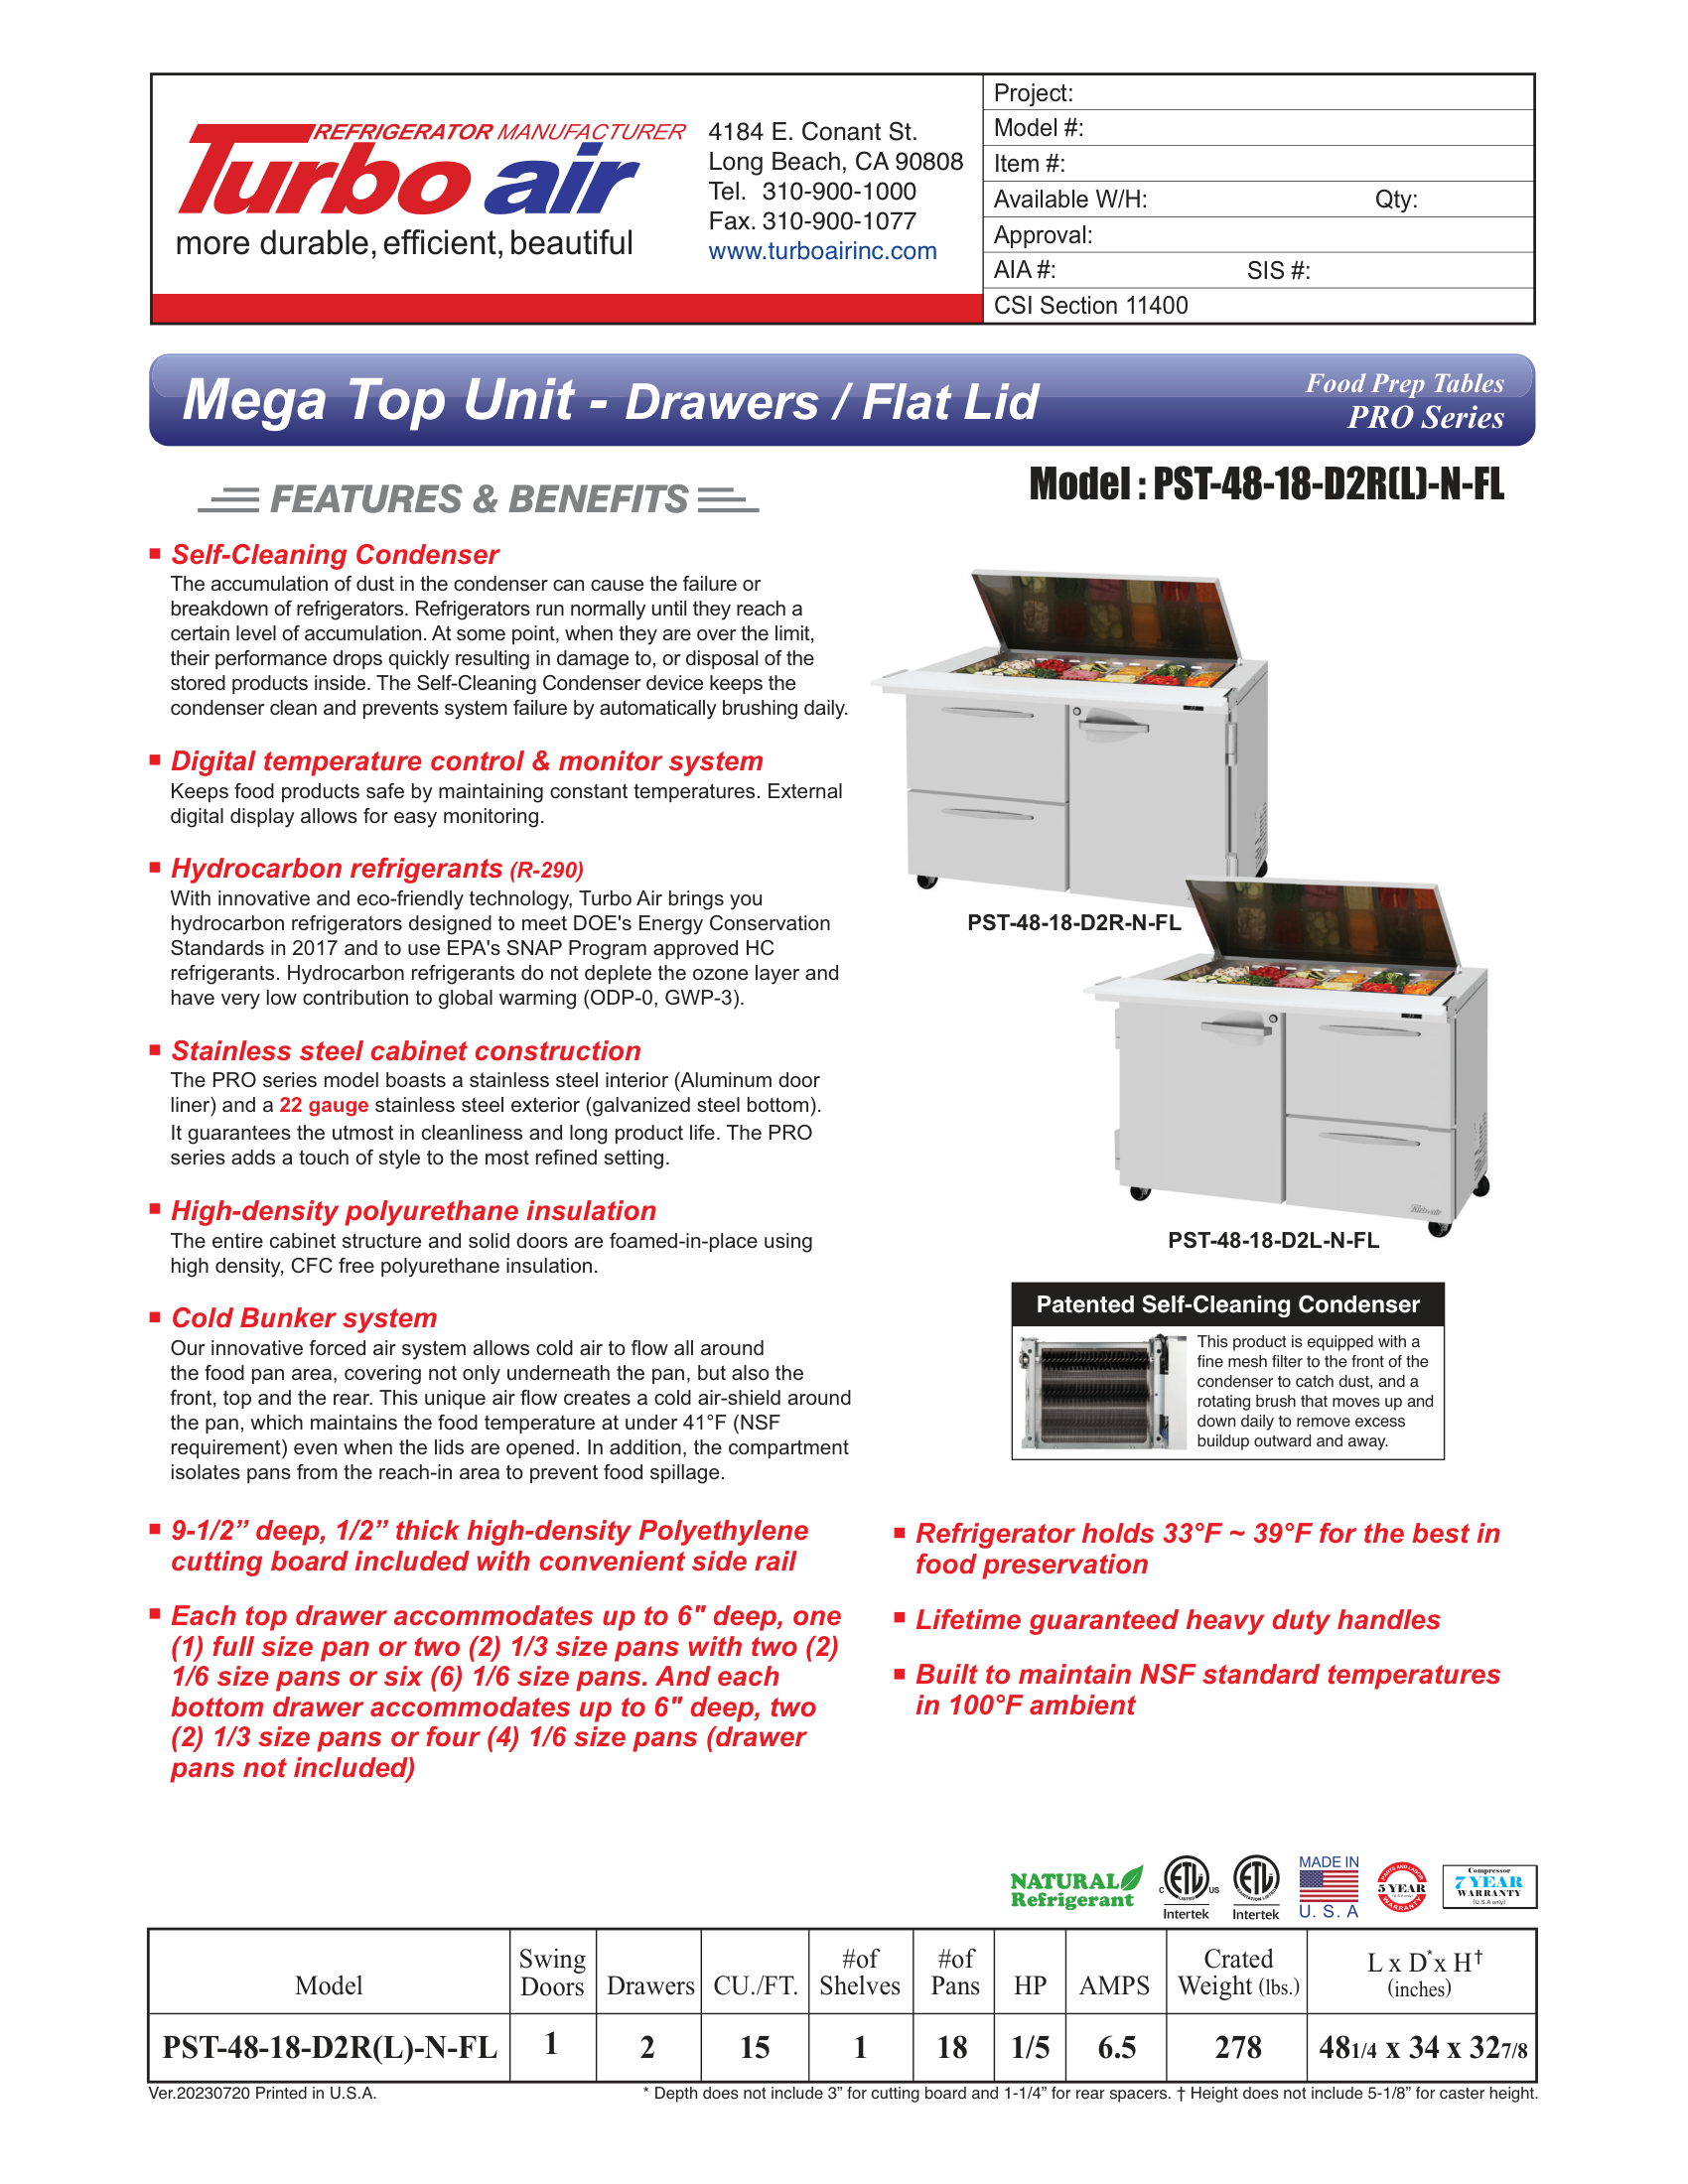 REFRIGERATOR MANUFACTURER
Turbo air
more durable, efficient, beautiful
4184 E. Conant St.
Long Beach, CA 90808
Tel. 310-900-1000
Fax. 310-900-1077
www.turboairinc.com
Project:
Model #:
Item #:
Available W/H: Qty:
Approval:
AIA #: SIS #:
CSI Section 11400
Mega Top Unit - Drawers / Flat Lid
Food Prep Tables
PRO Series
FEATURES & BENEFITS
Model : PST-48-18-D2R(L)-N-FL
Self-Cleaning Condenser
The accumulation of dust in the condenser can cause the failure or
breakdown of refrigerators. Refrigerators run normally until they reach a
certain level of accumulation. At some point, when they are over the limit,
their performance drops quickly resulting in damage to, or disposal of the
stored products inside. The Self-Cleaning Condenser device keeps the
condenser clean and prevents system failure by automatically brushing daily.
Digital temperature control & monitor system
Keeps food products safe by maintaining constant temperatures. External
digital display allows for easy monitoring.
Hydrocarbon refrigerants (R-290)
With innovative and eco-friendly technology, Turbo Air brings you
hydrocarbon refrigerators designed to meet DOE's Energy Conservation
Standards in 2017 and to use EPA's SNAP Program approved HC
refrigerants. Hydrocarbon refrigerants do not deplete the ozone layer and
have very low contribution to global warming (ODP-0, GWP-3).
Stainless steel cabinet construction
The PRO series model boasts a stainless steel interior (Aluminum door
liner) and a 22 gauge stainless steel exterior (galvanized steel bottom).
It guarantees the utmost in cleanliness and long product life. The PRO
series adds a touch of style to the most refined setting.
High-density polyurethane insulation
The entire cabinet structure and solid doors are foamed-in-place using
high density, CFC free polyurethane insulation.
Cold Bunker system
Our innovative forced air system allows cold air to flow all around
the food pan area, covering not only underneath the pan, but also the
front, top and the rear. This unique air flow creates a cold air-shield around
the pan, which maintains the food temperature at under 41°F (NSF
requirement) even when the lids are opened. In addition, the compartment
isolates pans from the reach-in area to prevent food spillage.
9-1/2” deep, 1/2” thick high-density Polyethylene
cutting board included with convenient side rail
Each top drawer accommodates up to 6" deep, one
(1) full size pan or two (2) 1/3 size pans with two (2)
1/6 size pans or six (6) 1/6 size pans. And each
bottom drawer accommodates up to 6" deep, two
(2) 1/3 size pans or four (4) 1/6 size pans (drawer
pans not included)
PST-48-18-D2R-N-FL
Turbo air
PST-48-18-D2L-N-FL
Patented Self-Cleaning Condenser
This product is equipped with a
fine mesh filter to the front of the
condenser to catch dust, and a
rotating brush that moves up and
down daily to remove excess
buildup outward and away.
Refrigerator holds 33°F ~ 39°F for the best in
food preservation
Lifetime guaranteed heavy duty handles
Built to maintain NSF standard temperatures
in 100°F ambient
NATURAL
Refrigerant
C ETL US
LISTED
Intertek
ETL
SANITATION LISTED
Intertek
MADE IN
U. S. A
PARTS AND LABOR
5 YEAR
(U.S.A only)
WARRANTY
Compressor
7 YEAR
WARRANTY
(U.S.A only)
Model Swing Doors Drawers CU./FT. #of Shelves #of Pans HP AMPS Crated Weight (lbs.) L x D* x H† (inches)
PST-48-18-D2R(L)-N-FL 1 2 15 1 18 1/5 6.5 278 481/4 x 34 x 327/8
Ver.20230720 Printed in U.S.A.
* Depth does not include 3” for cutting board and 1-1/4” for rear spacers. † Height does not include 5-1/8” for caster height.